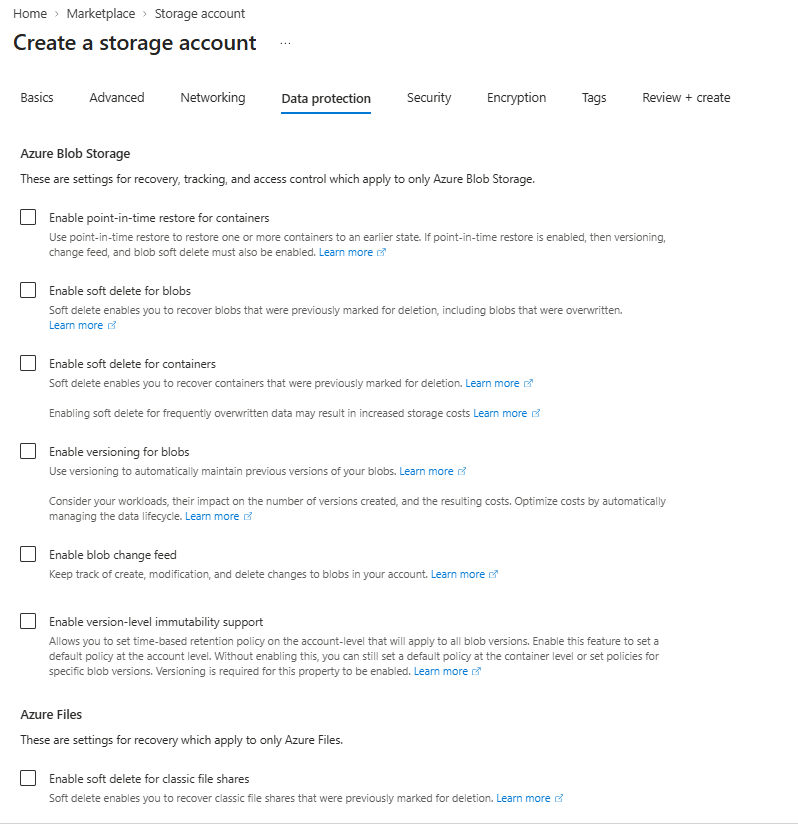 Home > Marketplace > Storage account
Create a storage account ...
Basics Advanced Networking Data protection Security Encryption Tags Review + create
Azure Blob Storage
These are settings for recovery, tracking, and access control which apply to only Azure Blob Storage.
Enable point-in-time restore for containers
Use point-in-time restore to restore one or more containers to an earlier state. If point-in-time restore is enabled, then versioning,
change feed, and blob soft delete must also be enabled. Learn more
Enable soft delete for blobs
Soft delete enables you to recover blobs that were previously marked for deletion, including blobs that were overwritten.
Learn more
Enable soft delete for containers
Soft delete enables you to recover containers that were previously marked for deletion. Learn more
Enabling soft delete for frequently overwritten data may result in increased storage costs Learn more
Enable versioning for blobs
Use versioning to automatically maintain previous versions of your blobs. Learn more
Consider your workloads, their impact on the number of versions created, and the resulting costs. Optimize costs by automatically
managing the data lifecycle. Learn more
Enable blob change feed
Keep track of create, modification, and delete changes to blobs in your account. Learn more
Enable version-level immutability support
Allows you to set time-based retention policy on the account-level that will apply to all blob versions. Enable this feature to set a
default policy at the account level. Without enabling this, you can still set a default policy at the container level or set policies for
specific blob versions. Versioning is required for this property to be enabled. Learn more
Azure Files
These are settings for recovery which apply to only Azure Files.
Enable soft delete for classic file shares
Soft delete enables you to recover classic file shares that were previously marked for deletion. Learn more